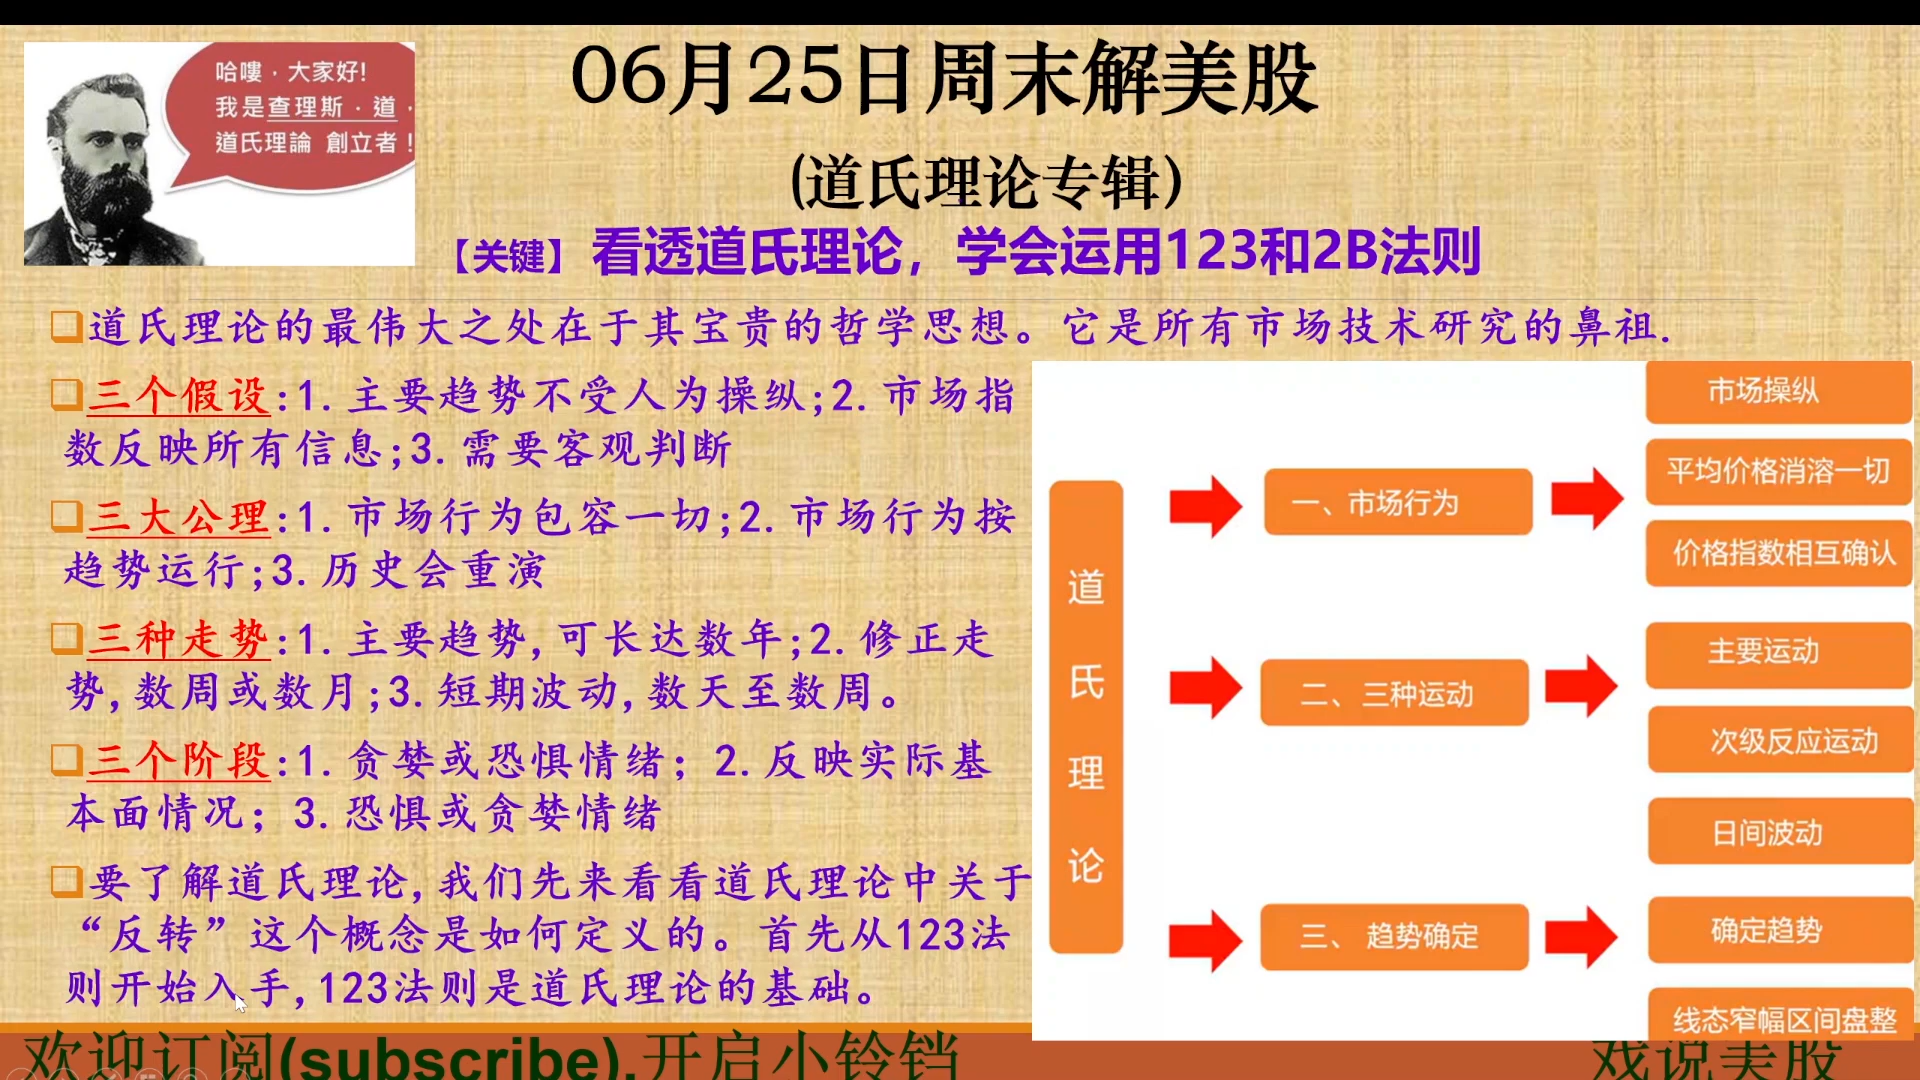 哈嘍，大家好!
我是查理斯．道．
道氏理論 創立者！
06月25日周末解美股
(道氏理论专辑)
【关键】看透道氏理论，学会运用123和2B法则
道氏理论的最伟大之处在于其宝贵的哲学思想。它是所有市场技术研究的鼻祖.
三个假设:1.主要趋势不受人为操纵;2.市场指
数反映所有信息;3.需要客观判断
三大公理:1.市场行为包容一切;2.市场行为按
趋势运行;3.历史会重演
三种走势:1.主要趋势,可长达数年;2.修正走
势,数周或数月;3.短期波动,数天至数周。
三个阶段:1.贪婪或恐惧情绪；2.反映实际基
本面情况；3.恐惧或贪婪情绪
要了解道氏理论,我们先来看看道氏理论中关于
“反转”这个概念是如何定义的。首先从123法
则开始入手,123法则是道氏理论的基础。
道
氏
理
论
一、市场行为
市场操纵
平均价格消溶一切
价格指数相互确认
二、三种运动
主要运动
次级反应运动
日间波动
三、 趋势确定
确定趋势
线态窄幅区间盘整
欢迎订阅(subscribe),开启小铃铛
戏说美股